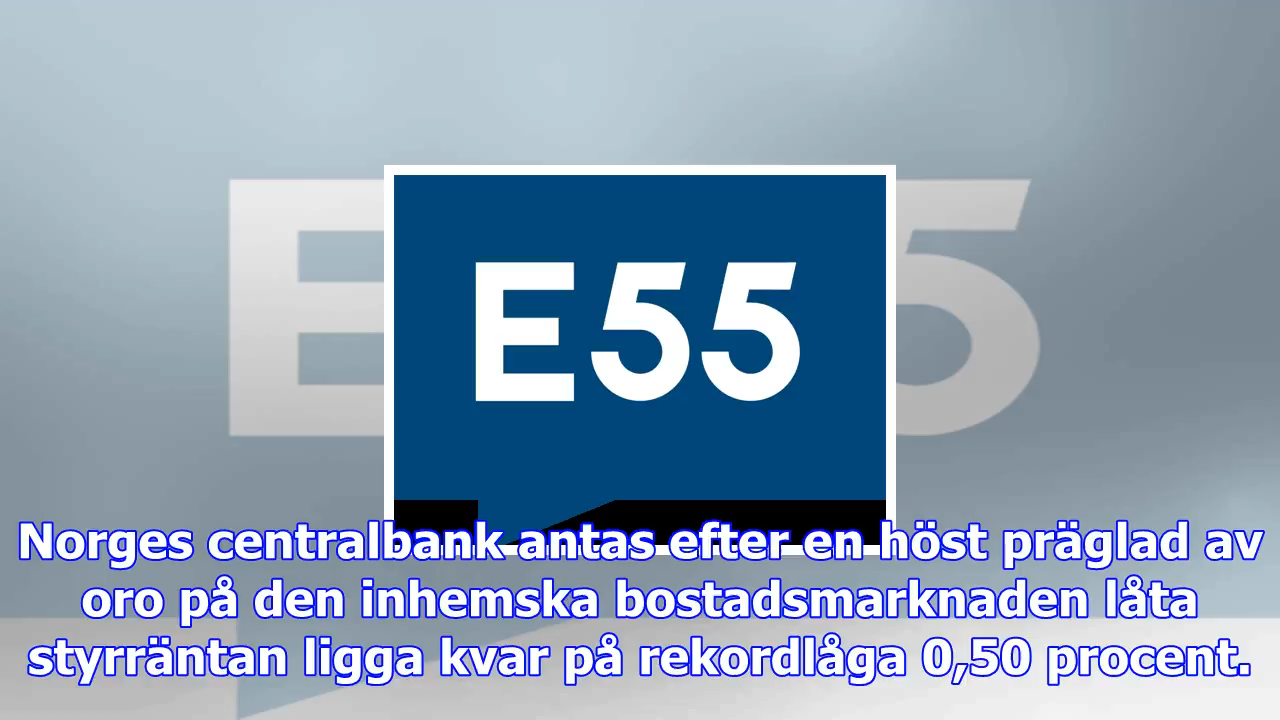 E55
Norges centralbank antas efter en höst präglad av
oro på den inhemska bostadsmarknaden låta
styrräntan ligga kvar på rekordlåga 0,50 procent.